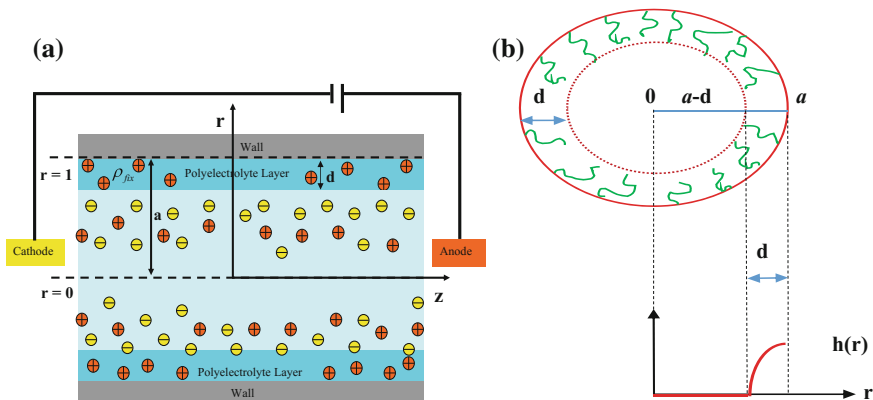 (a)
r
Wall
r = 1
ρfix
Polyelectrolyte Layer
d
a
Cathode
Anode
r = 0
z
Polyelectrolyte Layer
Wall
(b)
d
0
a-d
a
d
h(r)
r